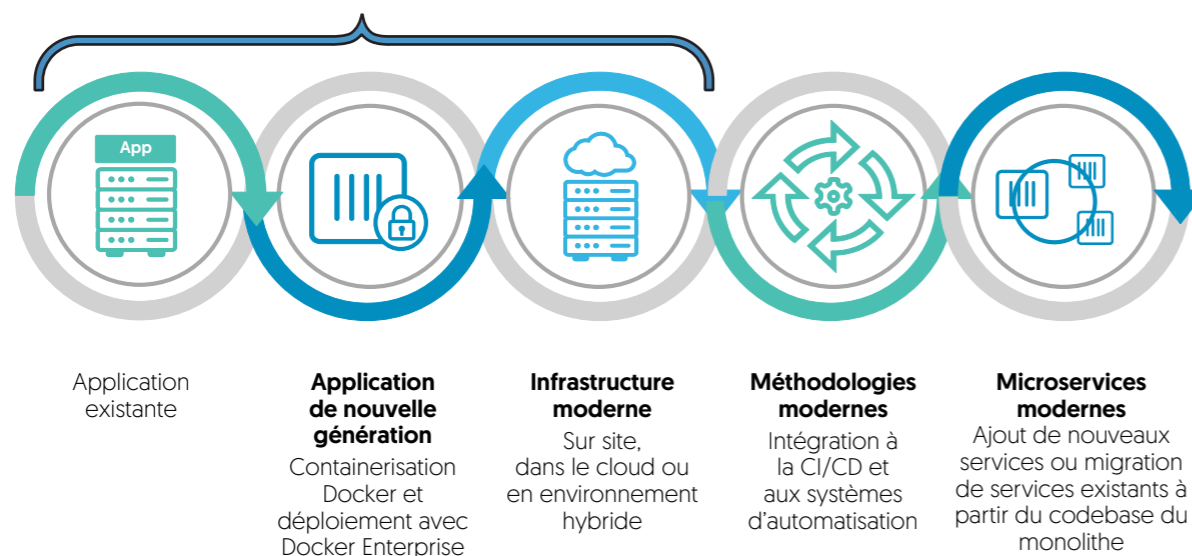 App
Application
existante
Application
de nouvelle
génération
Containerisation
Docker et
déploiement avec
Docker Enterprise
Infrastructure
moderne
Sur site,
dans le cloud ou
en environnement
hybride
Méthodologies
modernes
Intégration à
la CI/CD et
aux systèmes
d'automatisation
Microservices
modernes
Ajout de nouveaux
services ou migration
de services existants à
partir du codebase du
monolithe